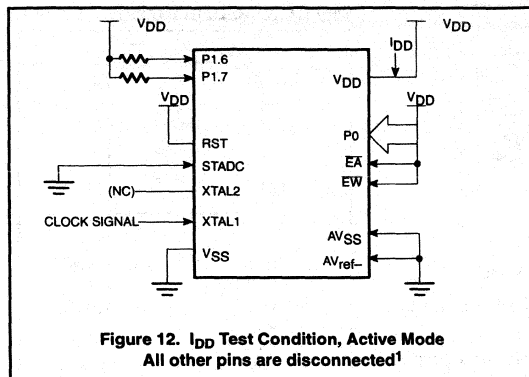 VDD
VDD
IDD
P1.6
P1.7
VDD
VDD
VDD
P0
RST
EA
STADC
EW
(NC)
XTAL2
CLOCK SIGNAL
XTAL1
AVSS
VSS
AVref–
Figure 12. IDD Test Condition, Active Mode
All other pins are disconnected1